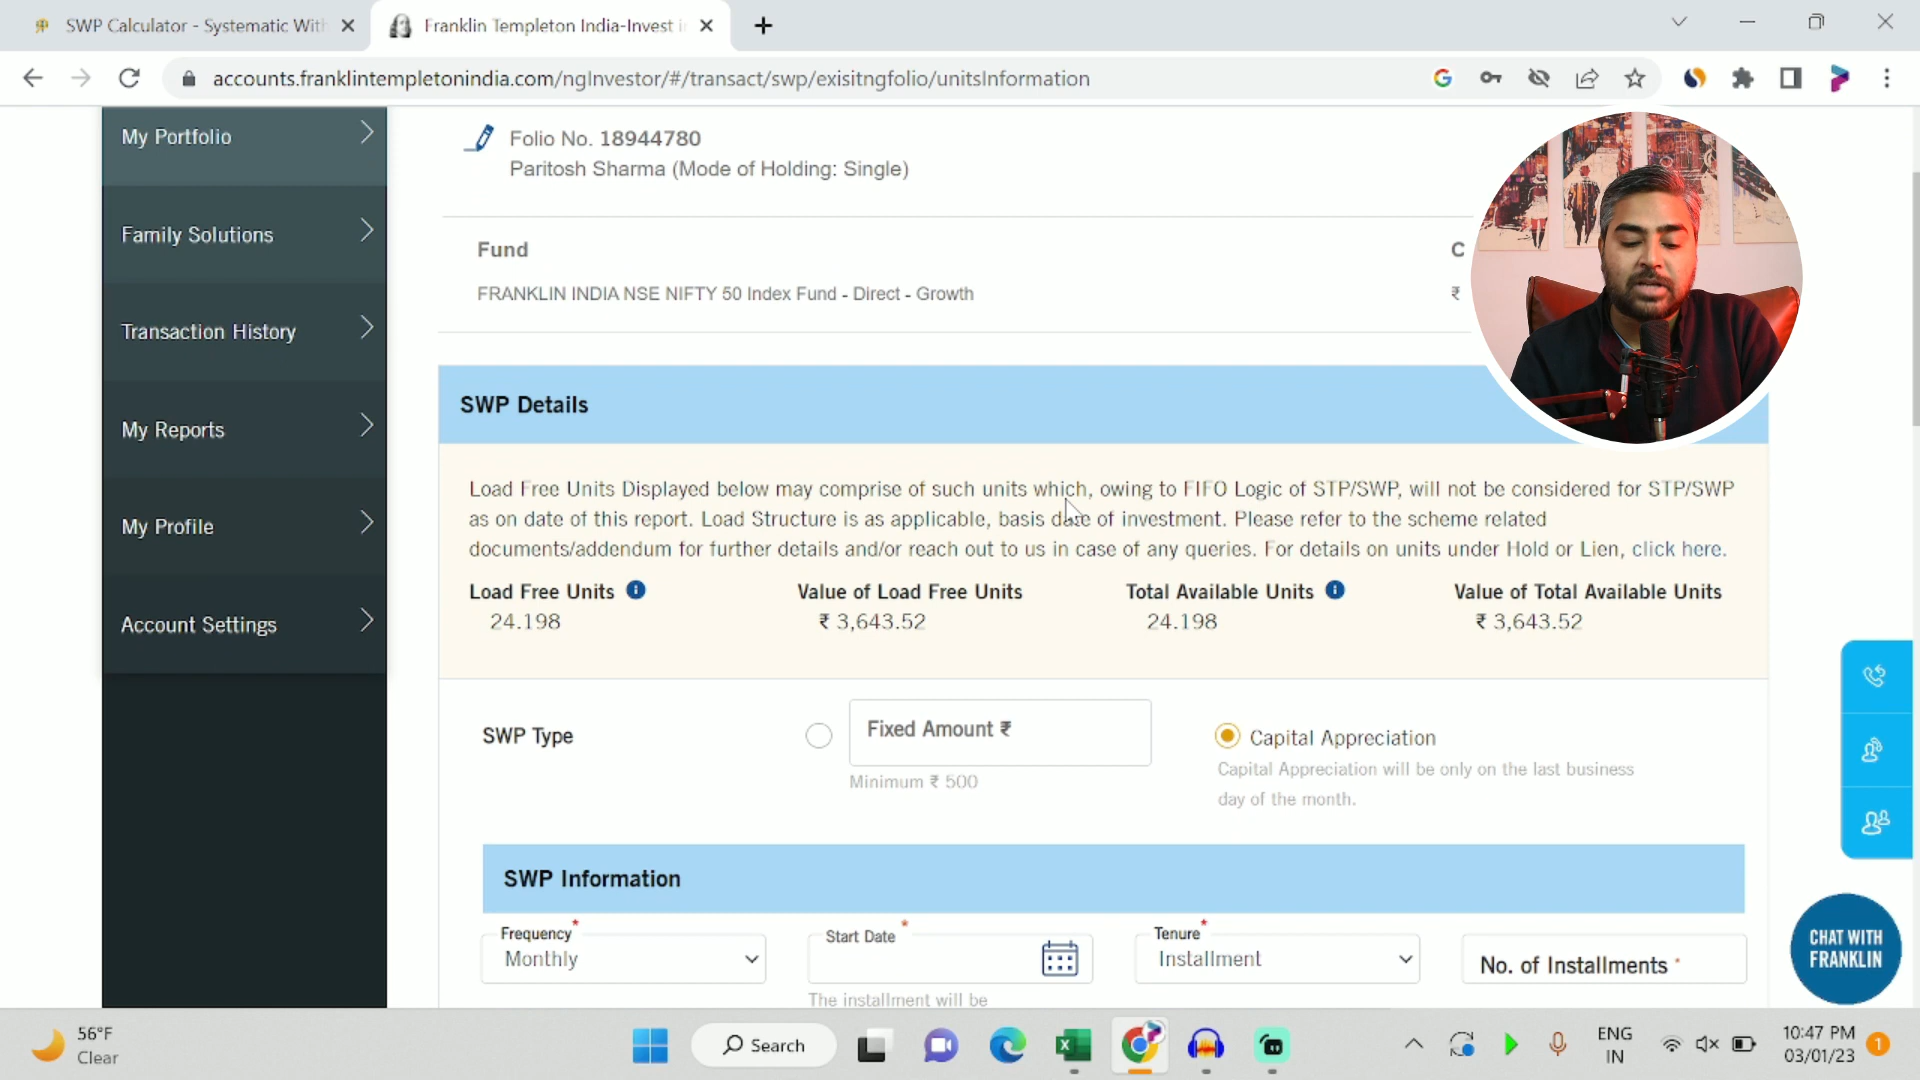 SWP Calculator - Systematic With
Franklin Templeton India-Invest i
accounts.franklintempletonindia.com/ngInvestor/#/transact/swp/exisitngfolio/unitsInformation
My Portfolio
Family Solutions
Transaction History
My Reports
My Profile
Account Settings
Folio No. 18944780
Paritosh Sharma (Mode of Holding: Single)
Fund
C
FRANKLIN INDIA NSE NIFTY 50 Index Fund - Direct - Growth
₹
SWP Details
Load Free Units Displayed below may comprise of such units which, owing to FIFO Logic of STP/SWP, will not be considered for STP/SWP
as on date of this report. Load Structure is as applicable, basis date of investment. Please refer to the scheme related
documents/addendum for further details and/or reach out to us in case of any queries. For details on units under Hold or Lien, click here.
Load Free Units Value of Load Free Units Total Available Units Value of Total Available Units
24.198 ₹ 3,643.52 24.198 ₹ 3,643.52
SWP Type
Fixed Amount ₹
Minimum ₹ 500
Capital Appreciation
Capital Appreciation will be only on the last business
day of the month.
SWP Information
Frequency*
Monthly
Start Date *
The installment will be
Tenure*
Installment
No. of Installments *
CHAT WITH
FRANKLIN
56°F
Clear
Search
ENG
IN
10:47 PM
03/01/23
1